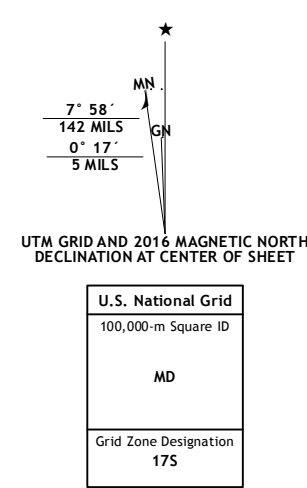 ★
MN
7° 58´
142 MILS
GN
0° 17´
5 MILS
UTM GRID AND 2016 MAGNETIC NORTH
DECLINATION AT CENTER OF SHEET
U.S. National Grid
100,000-m Square ID
MD
Grid Zone Designation
17S